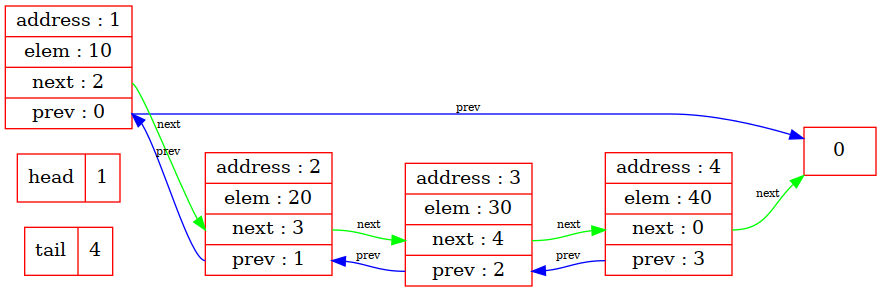 address : 1
elem : 10
next : 2
prev : 0
head 1
tail 4
address : 2
elem : 20
next : 3
prev : 1
address : 3
elem : 30
next : 4
prev : 2
address : 4
elem : 40
next : 0
prev : 3
0
prev
next
prev
next
prev
next
prev
next